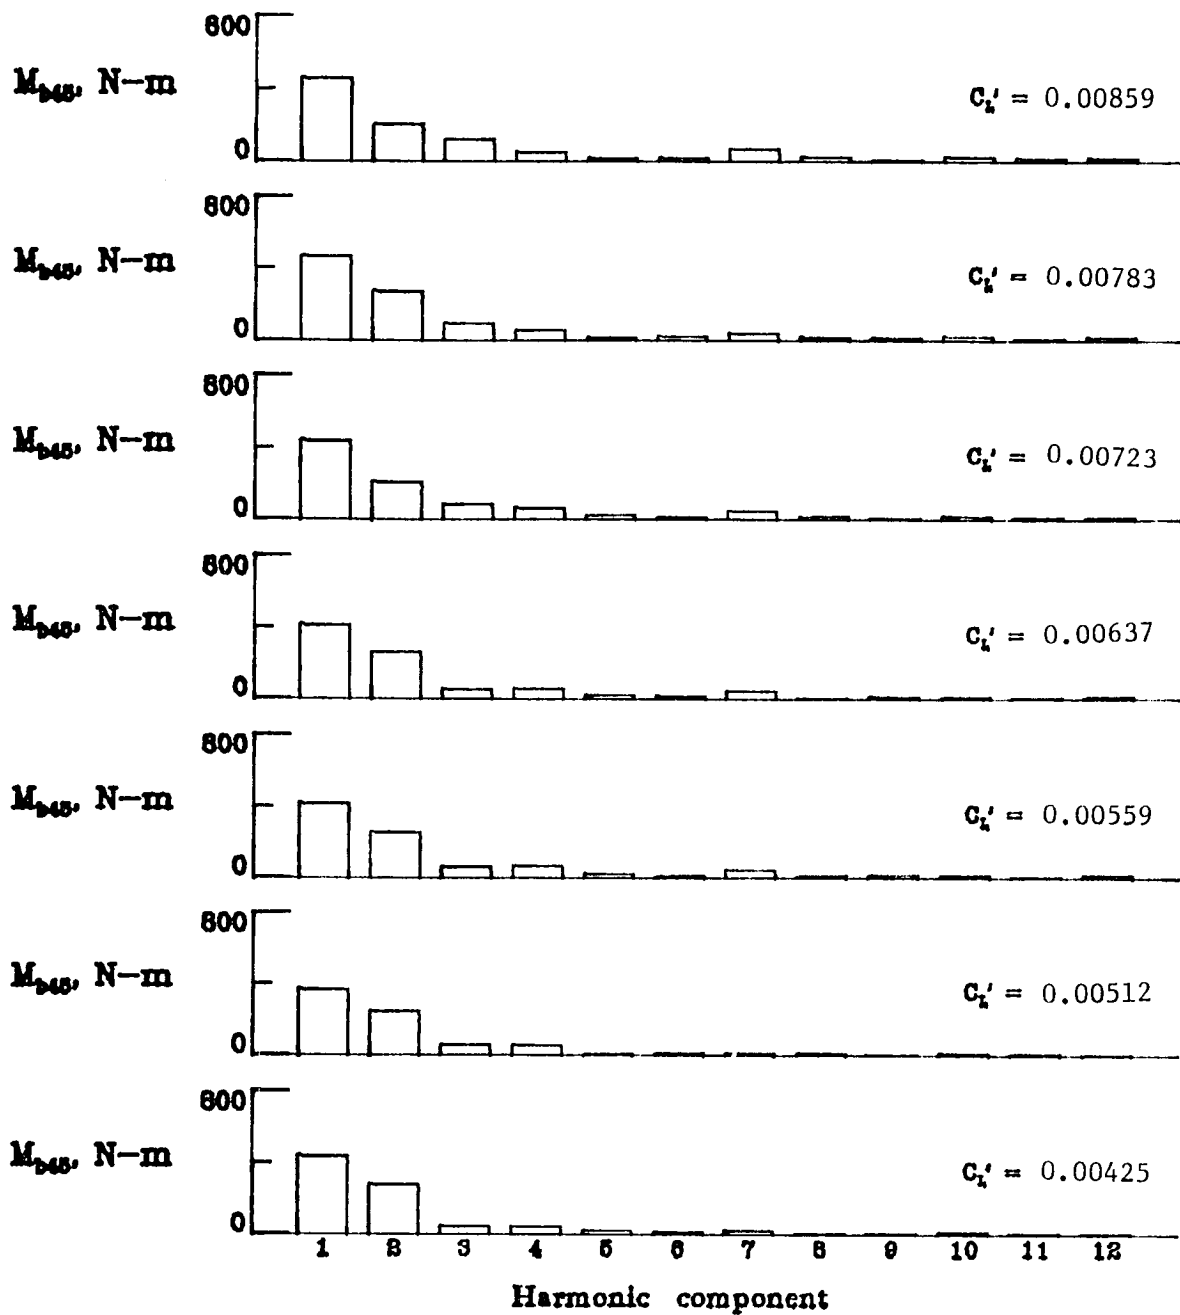 800
M_b45, N-m
C_L' = 0.00859
0
800
M_b45, N-m
C_L' = 0.00783
0
800
M_b45, N-m
C_L' = 0.00723
0
800
M_b45, N-m
C_L' = 0.00637
0
800
M_b45, N-m
C_L' = 0.00559
0
800
M_b45, N-m
C_L' = 0.00512
0
800
M_b45, N-m
C_L' = 0.00425
0
1 2 3 4 5 6 7 8 9 10 11 12
Harmonic component